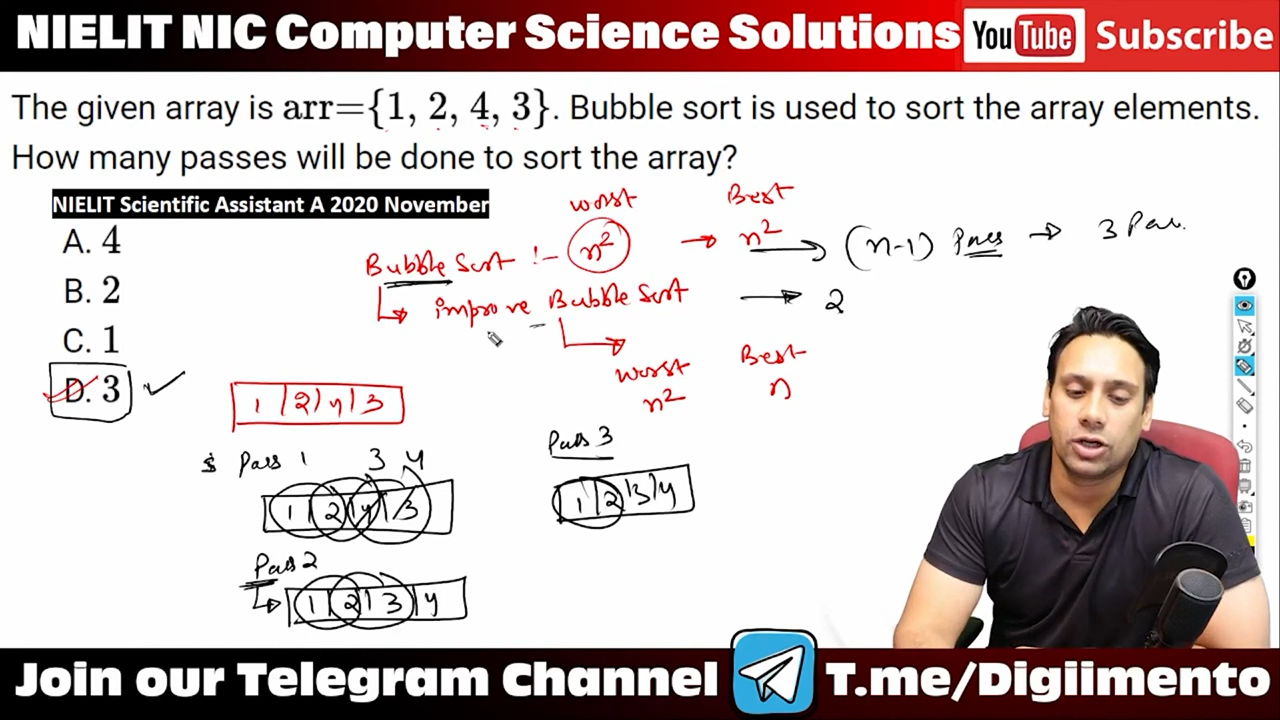 NIELIT NIC Computer Science Solutions YouTube Subscribe
The given array is arr={1, 2, 4, 3}. Bubble sort is used to sort the array elements.
How many passes will be done to sort the array?
NIELIT Scientific Assistant A 2020 November
A. 4
B. 2
C. 1
D. 3
worst Best
Bubble Sort :- n² → n² → (n-1) Pass → 3 Pas.
↳ improve Bubble Sort → 2
worst Best
n² n
1 | 2 | 4 | 3
Pass 1 3 4
1 | 2 | 4 | 3
Pass 2
1 | 2 | 3 | 4
Pass 3
1 | 2 | 3 | 4
Join our Telegram Channel T.me/Digiimento